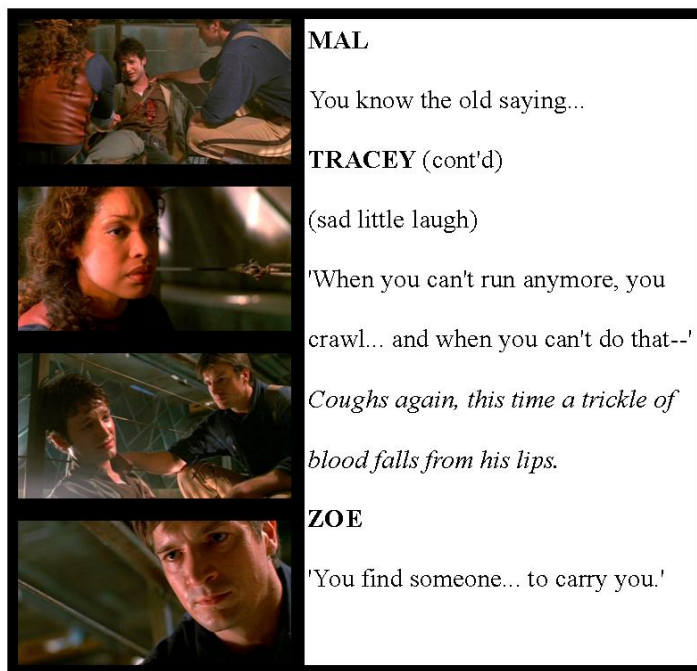 MAL
You know the old saying...
TRACEY (cont'd)
(sad little laugh)
'When you can't run anymore, you
crawl... and when you can't do that--'
Coughs again, this time a trickle of
blood falls from his lips.
ZOE
'You find someone... to carry you.'